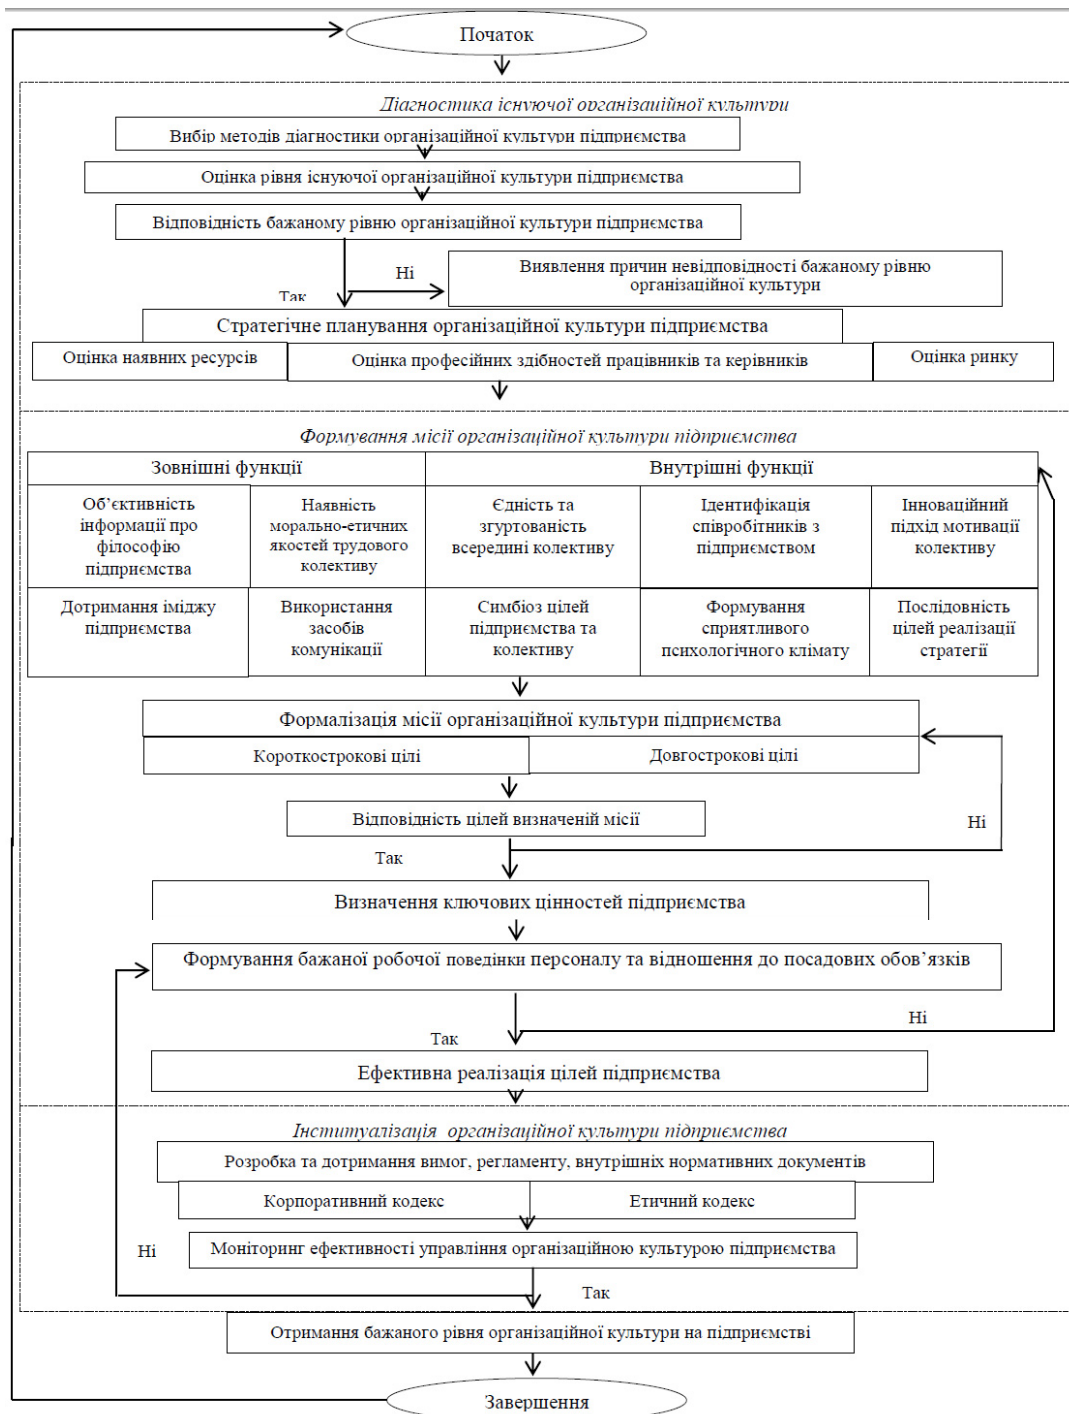 Початок
Діагностика існуючої організаційної культури
Вибір методів діагностики організаційної культури підприємства
Оцінка рівня існуючої організаційної культури підприємства
Відповідність бажаному рівню організаційної культури підприємства
Ні
Виявлення причин невідповідності бажаному рівню
організаційної культури
Так
Стратегічне планування організаційної культури підприємства
Оцінка наявних ресурсів
Оцінка професійних здібностей працівників та керівників
Оцінка ринку
Формування місії організаційної культури підприємства
Зовнішні функції
Внутрішні функції
Об’єктивність
інформації про
філософію
підприємства
Наявність
морально-етичних
якостей трудового
колективу
Єдність та
згуртованість
всередині колективу
Ідентифікація
співробітників з
підприємством
Інноваційний
підхід мотивації
колективу
Дотримання іміджу
підприємства
Використання
засобів
комунікації
Симбіоз цілей
підприємства та
колективу
Формування
сприятливого
психологічного клімату
Послідовність
цілей реалізації
стратегії
Формалізація місії організаційної культури підприємства
Короткострокові цілі
Довгострокові цілі
Відповідність цілей визначеній місії
Ні
Так
Визначення ключових цінностей підприємства
Формування бажаної робочої поведінки персоналу та відношення до посадових обов’язків
Ні
Так
Ефективна реалізація цілей підприємства
Інституалізація організаційної культури підприємства
Розробка та дотримання вимог, регламенту, внутрішніх нормативних документів
Корпоративний кодекс
Етичний кодекс
Ні
Моніторинг ефективності управління організаційною культурою підприємства
Так
Отримання бажаного рівня організаційної культури на підприємстві
Завершення